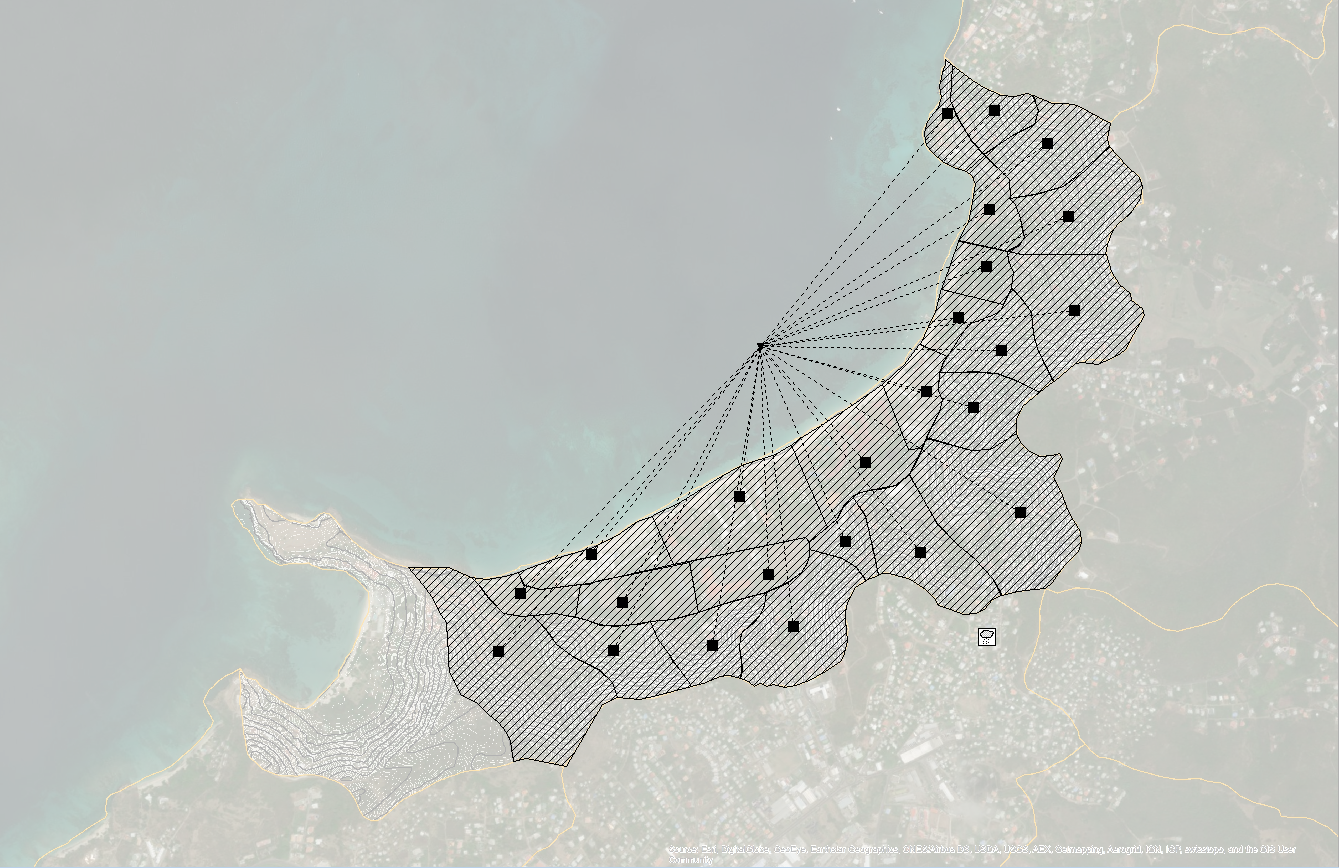 Source: Esri, DigitalGlobe, GeoEye, Earthstar Geographics, CNES/Airbus DS, USDA, USGS, AEX, Getmapping, Aerogrid, IGN, IGP, swisstopo, and the GIS User
Community